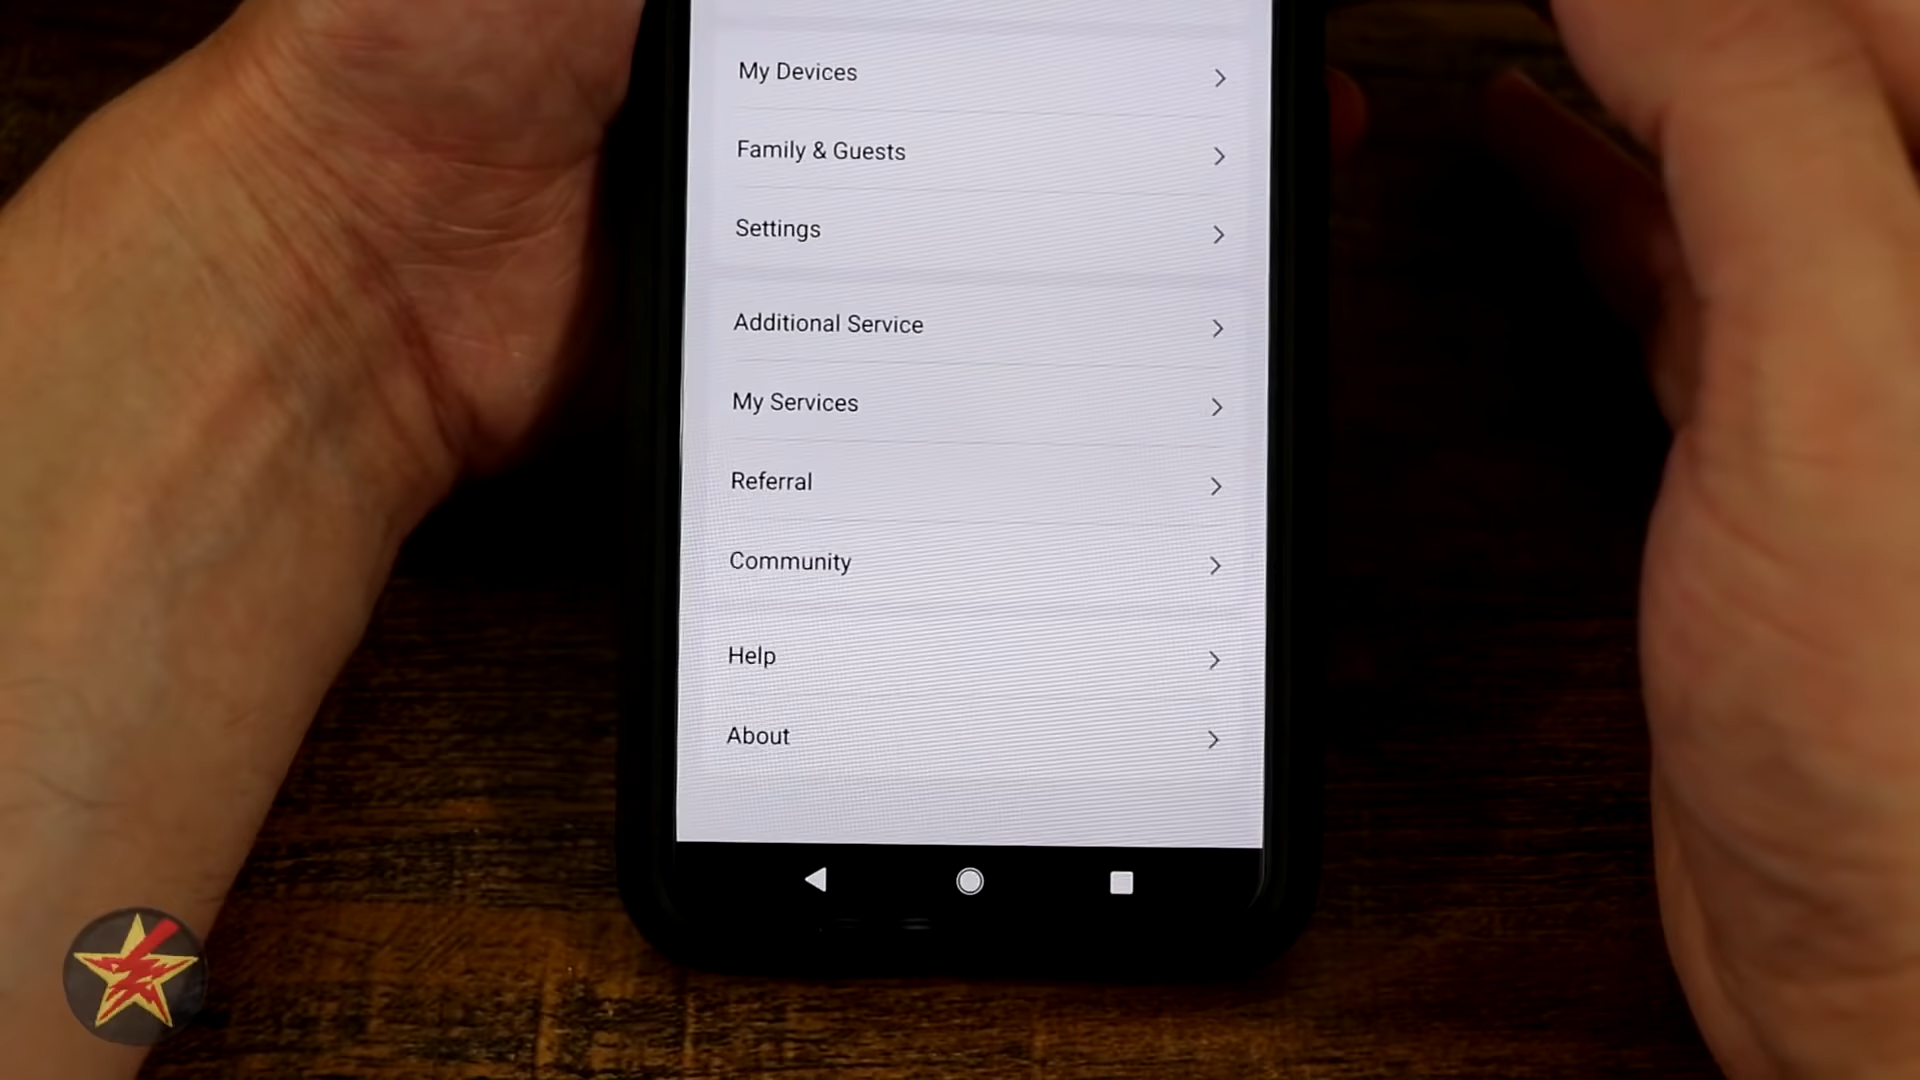 My Devices
Family & Guests
Settings
Additional Service
My Services
Referral
Community
Help
About